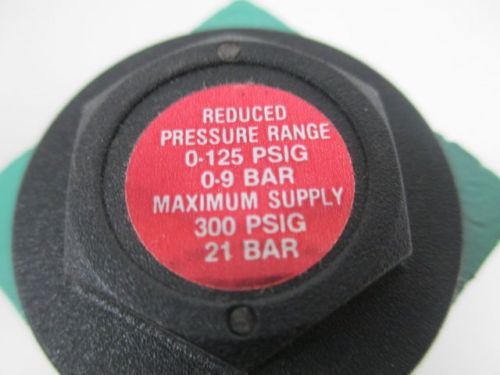 REDUCED
PRESSURE RANGE
0-125 PSIG
0-9 BAR
MAXIMUM SUPPLY
300 PSIG
21 BAR